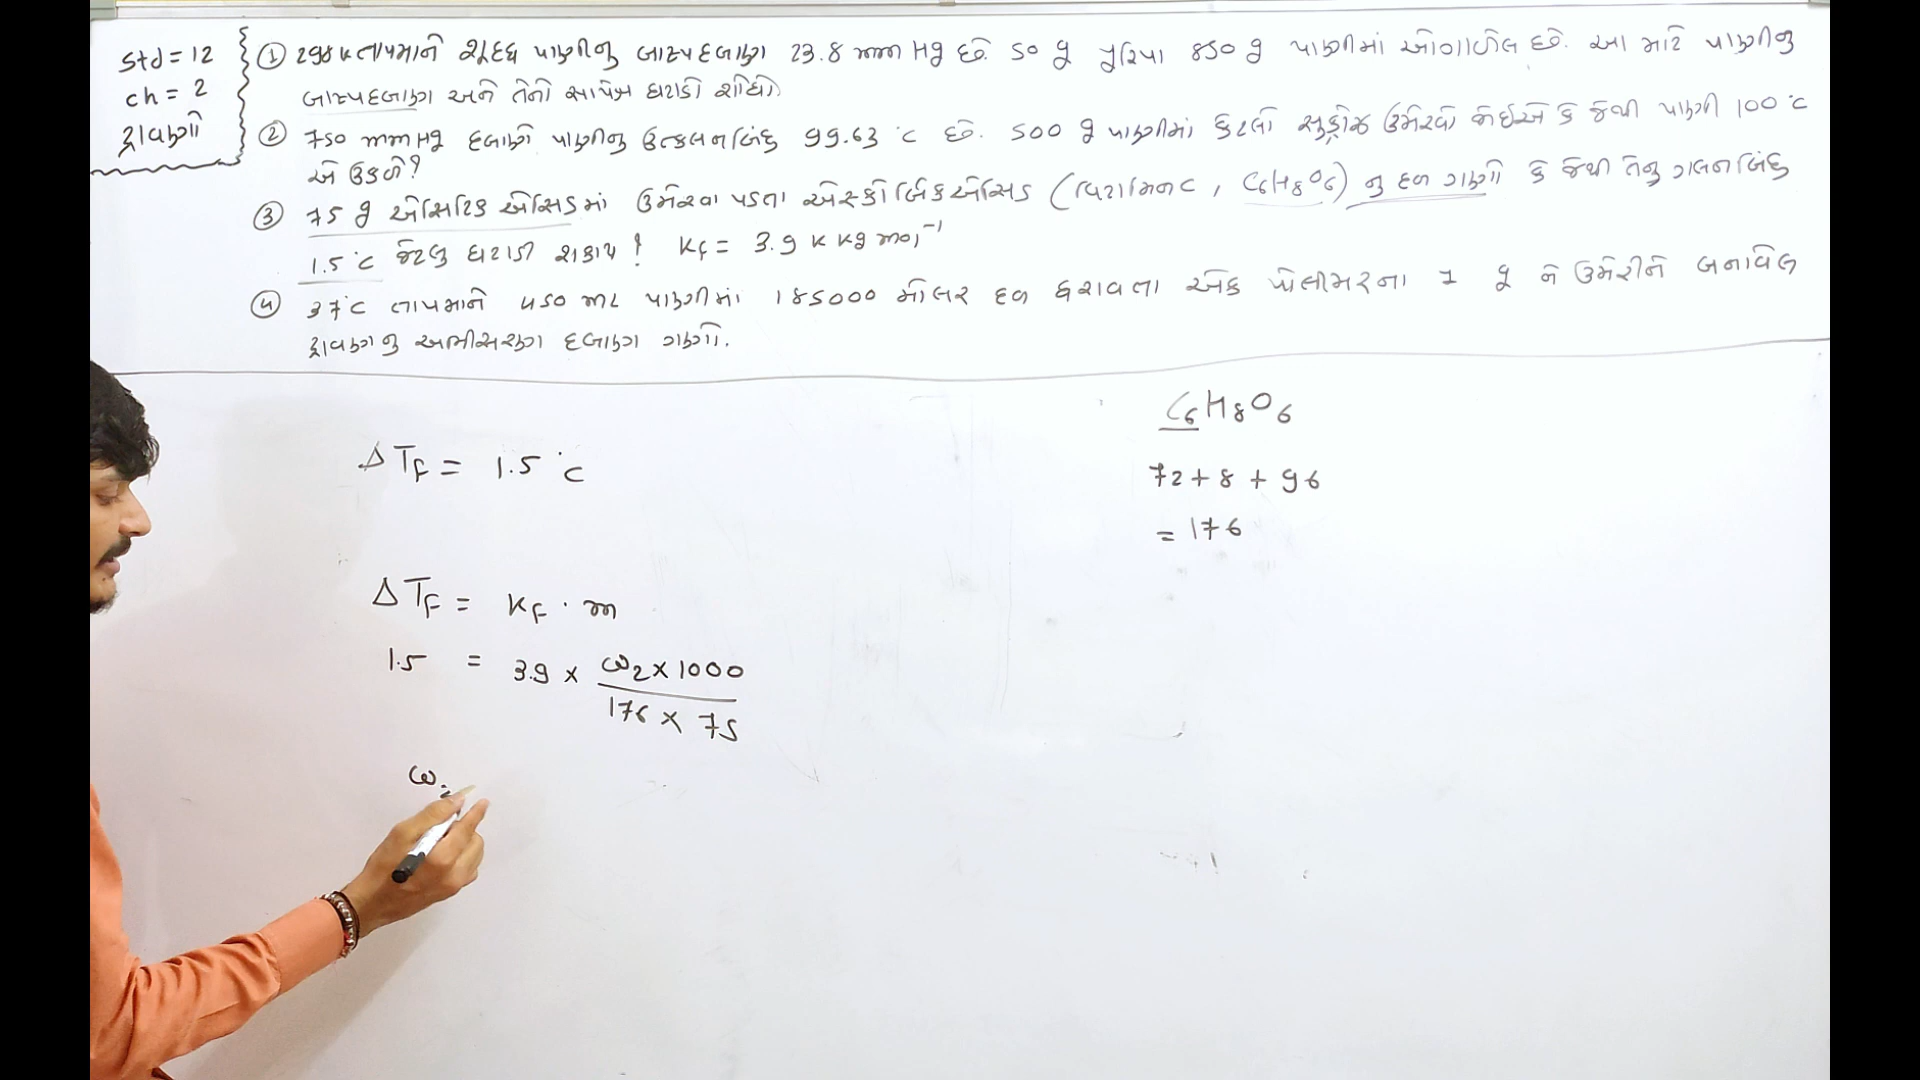 Std = 12
ch = 2
દ્રાવણો
① 298 K તાપમાને શુદ્ધ પાણીનુ બાષ્પદબાણ 23.8 mm Hg છે. 50 g યુરિયા 850 g પાણીમાં ઓગાળેલ છે. આ માટે પાણીનુ
બાષ્પદબાણ અને તેનો સાપેક્ષ ઘટાડો શોધો.
② 750 mm Hg દબાણે પાણીનુ ઉત્કલનબિંદુ 99.63 °C છે. 500 g પાણીમાં કેટલો સુક્રોઝ ઉમેરવો જોઈએ કે જેથી પાણી 100 °C
એ ઉકળે?
③ 75 g એસિટિક એસિડમાં ઉમેરવા પડતા એસ્કોર્બિક એસિડ (વિટામિન C, C6H8O6) નુ દળ ગણો કે જેથી તેનુ ગલનબિંદુ
1.5 °C જેટલુ ઘટાડી શકાય? Kf = 3.9 K kg mol⁻¹
④ 37°C તાપમાને 450 mL પાણીમાં 185000 મોલર દળ ધરાવતા એક પોલીમરના 1 g ને ઉમેરીને બનાવેલ
દ્રાવણનુ અભીસરણ દબાણ ગણો.
C6H8O6
72 + 8 + 96
= 176
ΔTf = 1.5 °C
ΔTf = Kf · m
1.5 = 3.9 × ω2 × 1000
176 × 75
ω